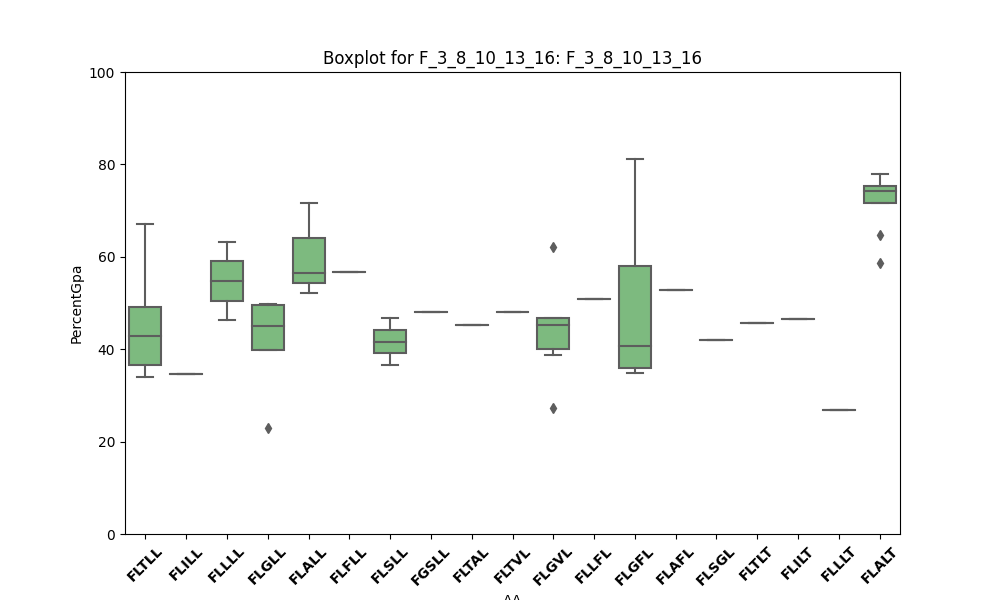 Boxplot for F_3_8_10_13_16: F_3_8_10_13_16
100
80
60
40
20
0
PercentGpa
FLTLL
FLILL
FLLLL
FLGLL
FLALL
FLFLL
FLSLL
FGSLL
FLTAL
FLTVL
FLGVL
FLLFL
FLGFL
FLAFL
FLSGL
FLTLT
FLILT
FLLLT
FLALT
AA